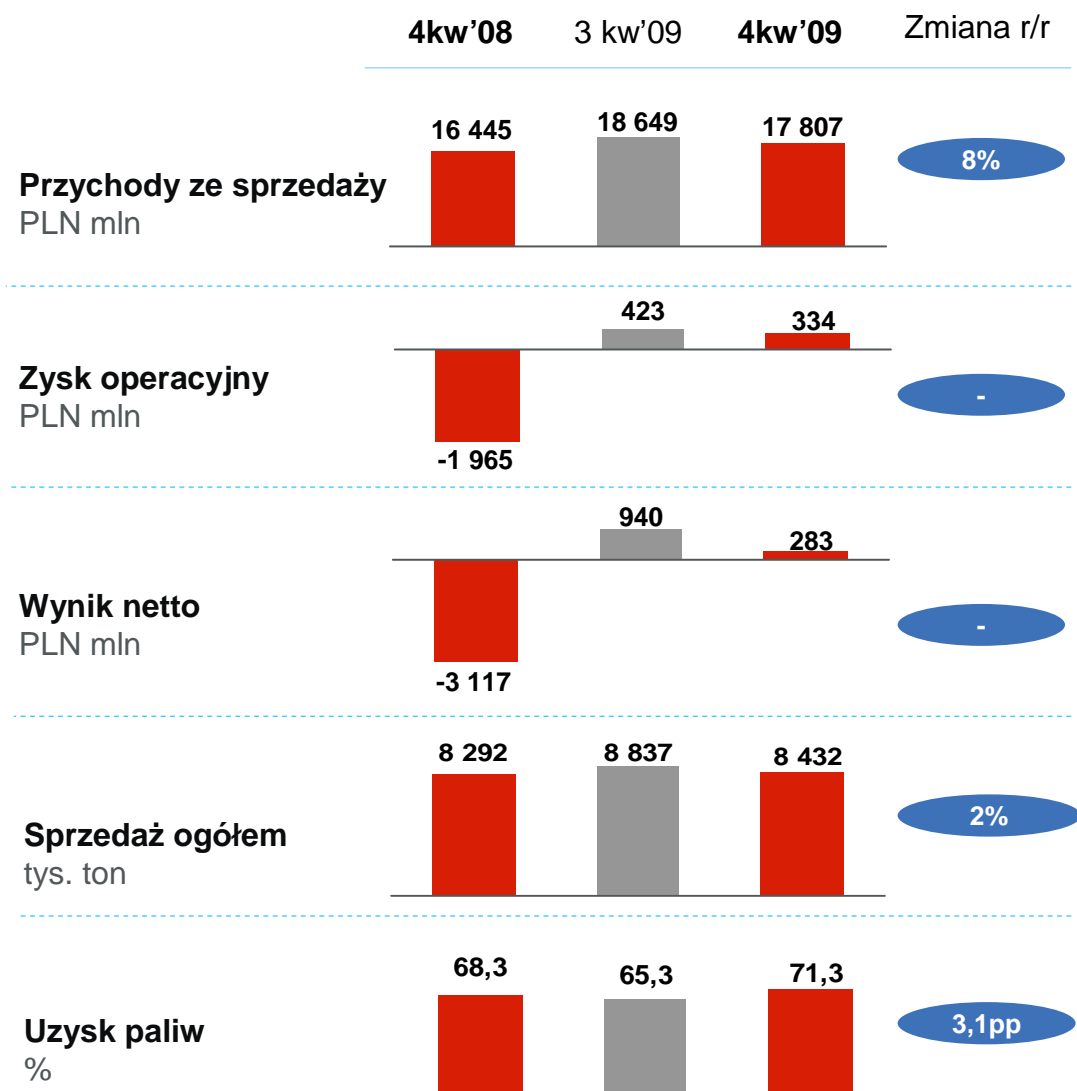 4kw’08 3 kw’09 4kw’09 Zmiana r/r
16 445 18 649 17 807
8%
Przychody ze sprzedaży
PLN mln
423 334
Zysk operacyjny
PLN mln
-
-1 965
940 283
Wynik netto
PLN mln
-
-3 117
8 292 8 837 8 432
2%
Sprzedaż ogółem
tys. ton
68,3 65,3 71,3
Uzysk paliw
%
3,1pp